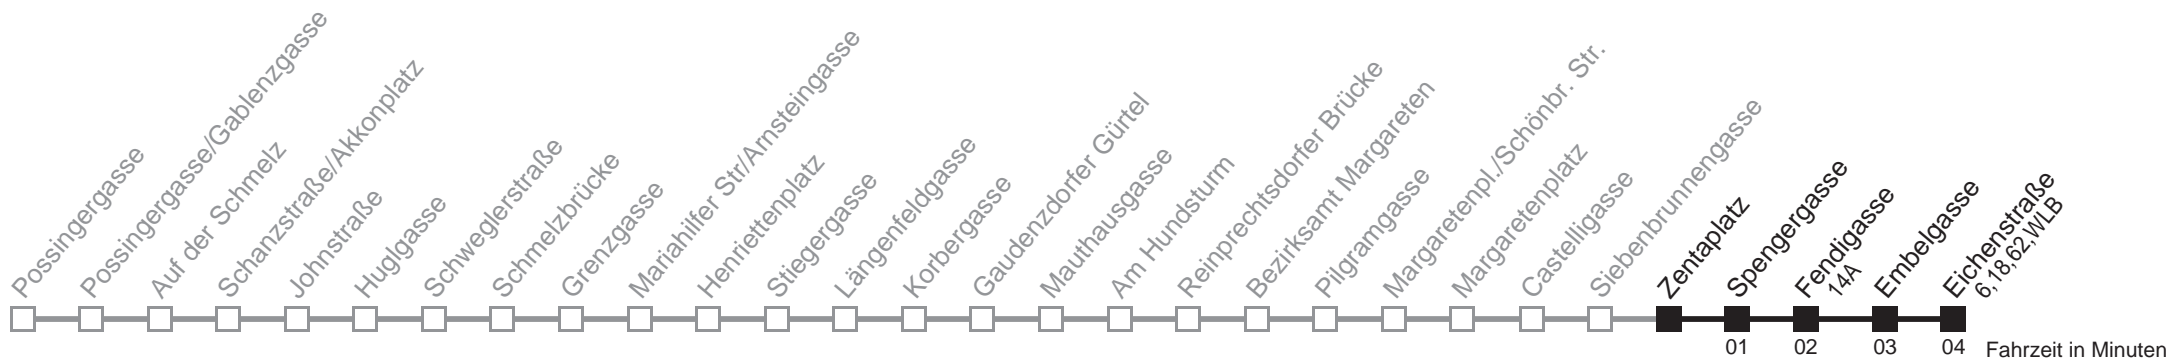 Possingergasse
Possingergasse/Gablenzgasse
Auf der Schmelz
Schanzstraße/Akkonplatz
Johnstraße
Huglgasse
Schweglerstraße
Schmelzbrücke
Grenzgasse
Mariahilfer Str/Arnsteingasse
Henriettenplatz
Stiegergasse
Längenfeldgasse
Korbergasse
Gaudenzdorfer Gürtel
Mauthausgasse
Am Hundsturm
Reinprechtsdorfer Brücke
Bezirksamt Margareten
Pilgramgasse
Margaretenpl./Schönbr. Str.
Margaretenplatz
Castelligasse
Siebenbrunnengasse
Zentaplatz
Spengergasse
Fendigasse
14A
Embelgasse
Eichenstraße
6,18,62,WLB
01 02 03 04 Fahrzeit in Minuten